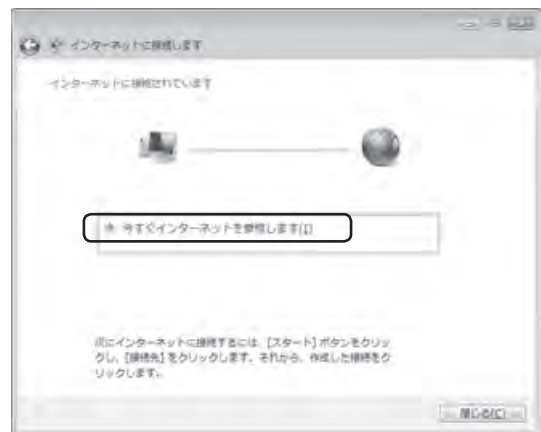 インターネットに接続します
インターネットに接続されています
今すぐインターネットを参照します(I)
次にインターネットに接続するには、[スタート] ボタンをクリッ
クし、[接続先] をクリックします。それから、作成した接続をク
リックします。
閉じる(C)